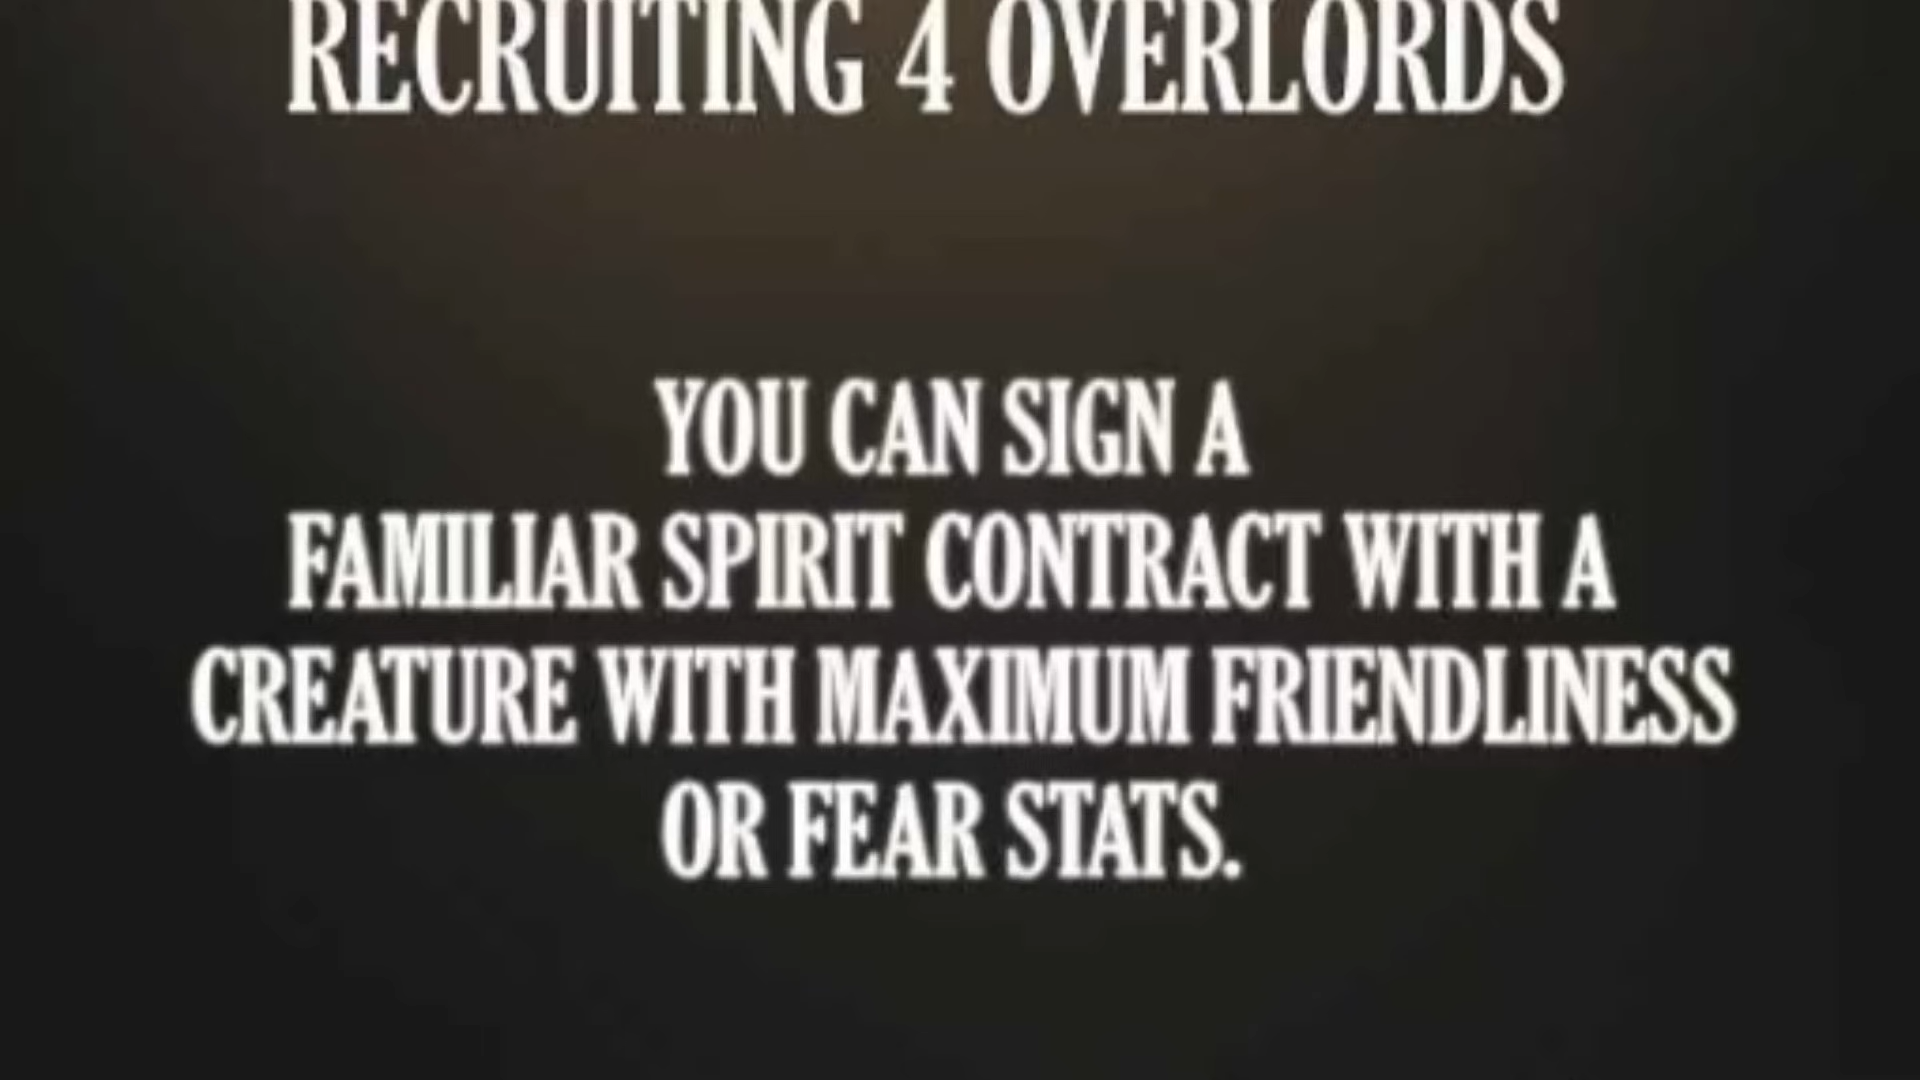 RECRUITING 4 OVERLORDS
YOU CAN SIGN A
FAMILIAR SPIRIT CONTRACT WITH A
CREATURE WITH MAXIMUM FRIENDLINESS
OR FEAR STATS.